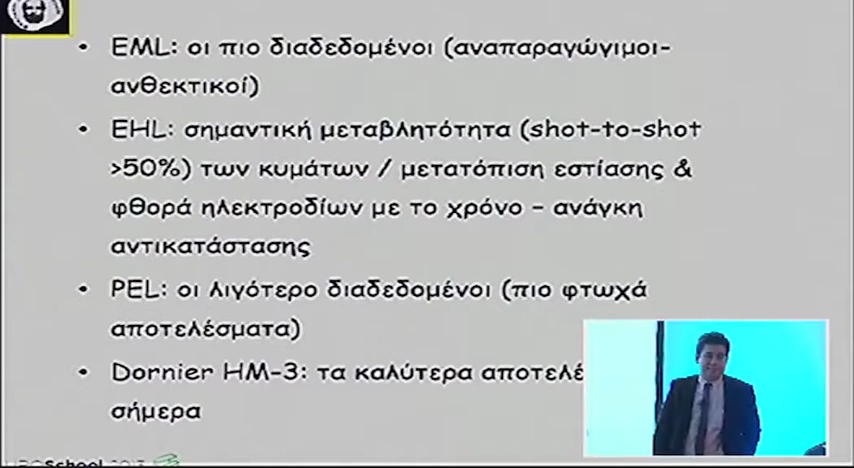 • EML: οι πιο διαδεδομένοι (αναπαραγώγιμοι-
ανθεκτικοί)
• EHL: σημαντική μεταβλητότητα (shot-to-shot
>50%) των κυμάτων / μετατόπιση εστίασης &
φθορά ηλεκτροδίων με το χρόνο – ανάγκη
αντικατάστασης
• PEL: οι λιγότερο διαδεδομένοι (πιο φτωχά
αποτελέσματα)
• Dornier HM-3: τα καλύτερα αποτελέ
σήμερα
UROSchool 2013